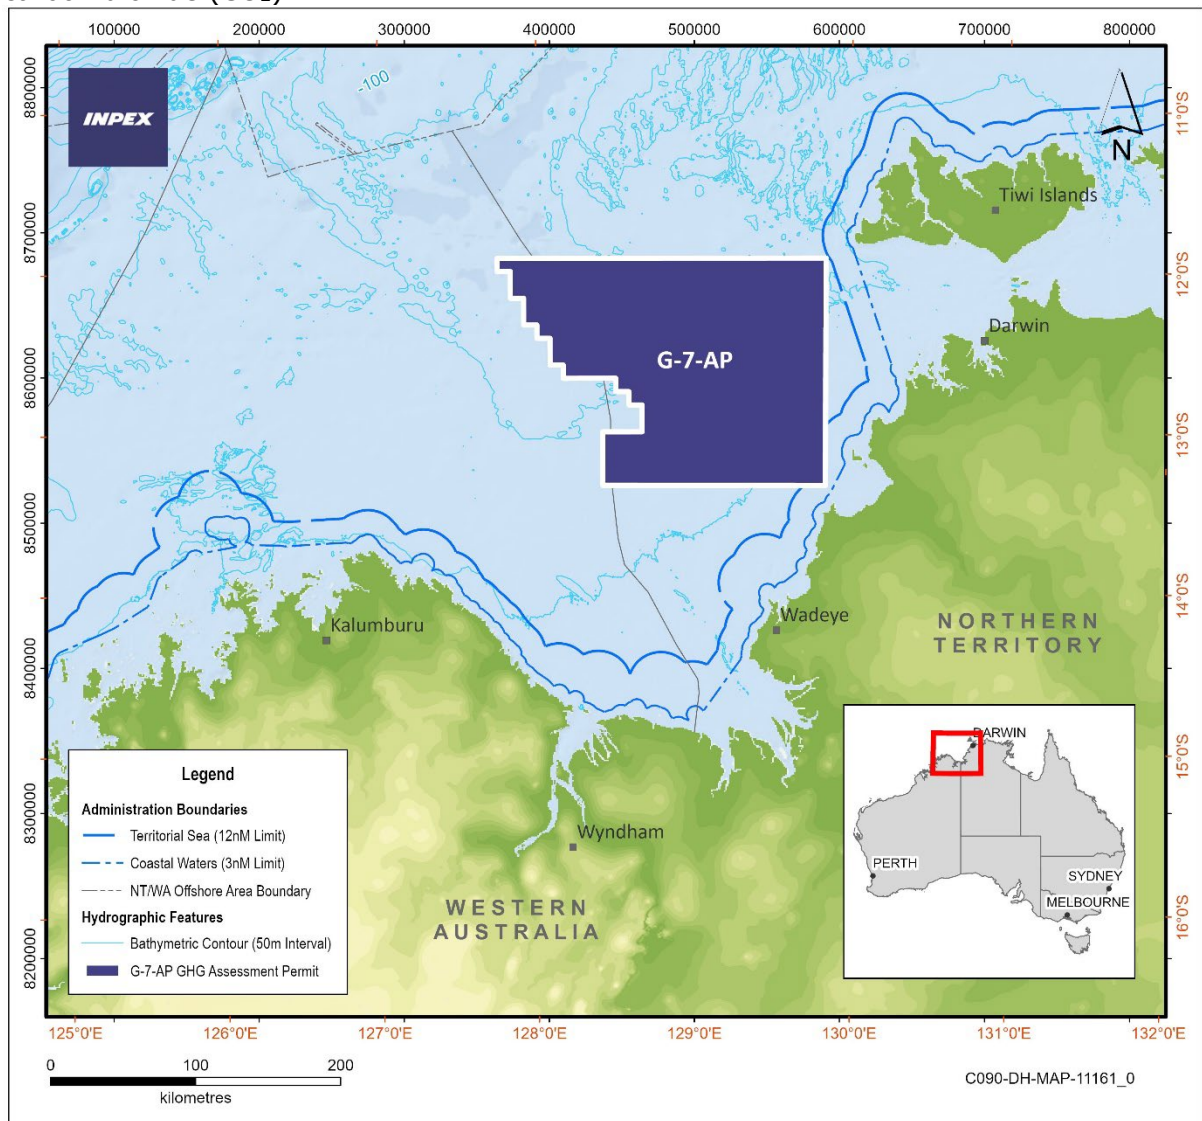 100000 200000 300000 400000 500000 600000 700000 800000
8800000
8700000
8600000
8500000
8400000
8300000
8200000
INPEX
-100
N
11°0'S
12°0'S
13°0'S
14°0'S
15°0'S
16°0'S
Tiwi Islands
Darwin
G-7-AP
Wadeye
Kalumburu
NORTHERN
TERRITORY
Wyndham
WESTERN
AUSTRALIA
Legend
Administration Boundaries
Territorial Sea (12nM Limit)
Coastal Waters (3nM Limit)
NT/WA Offshore Area Boundary
Hydrographic Features
Bathymetric Contour (50m Interval)
G-7-AP GHG Assessment Permit
DARWIN
PERTH
SYDNEY
MELBOURNE
125°0'E 126°0'E 127°0'E 128°0'E 129°0'E 130°0'E 131°0'E 132°0'E
0 100 200
kilometres
C090-DH-MAP-11161_0